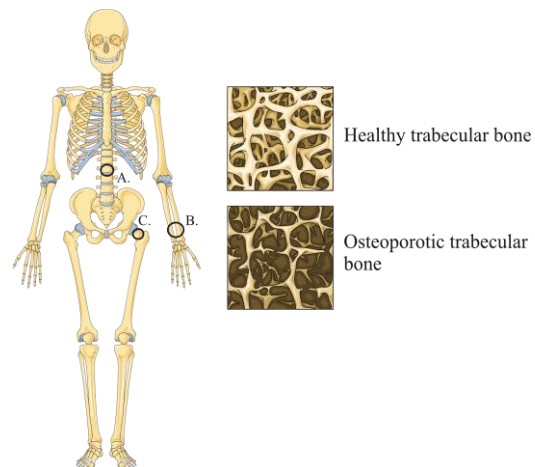 Healthy trabecular bone
A.
C.
B.
Osteoporotic trabecular
bone